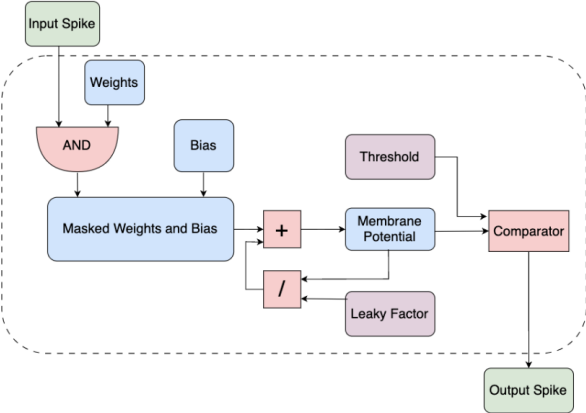 Input Spike
Weights
AND
Bias
Threshold
Masked Weights and Bias
+
Membrane
Potential
Comparator
/
Leaky Factor
Output Spike